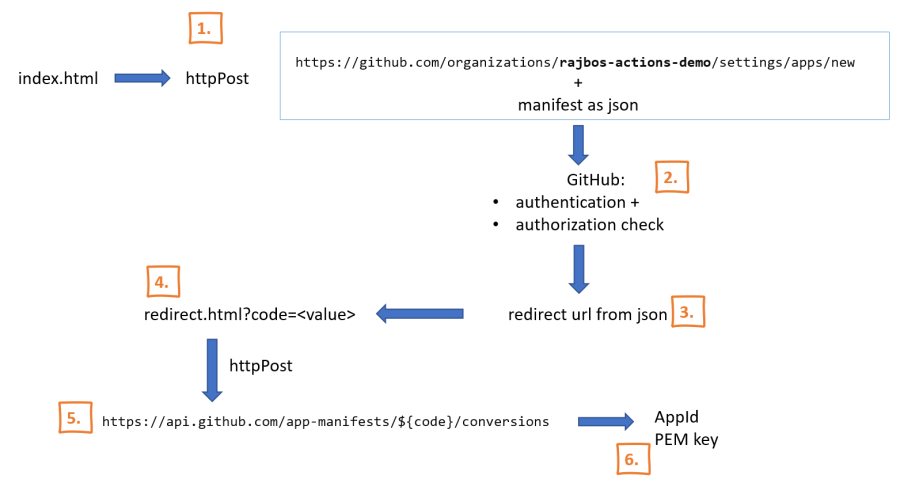 1.
index.html
httpPost
https://github.com/organizations/rajbos-actions-demo/settings/apps/new
+
manifest as json
GitHub:
2.
• authentication +
• authorization check
4.
redirect.html?code=<value>
redirect url from json
3.
httpPost
5.
https://api.github.com/app-manifests/${code}/conversions
AppId
PEM key
6.